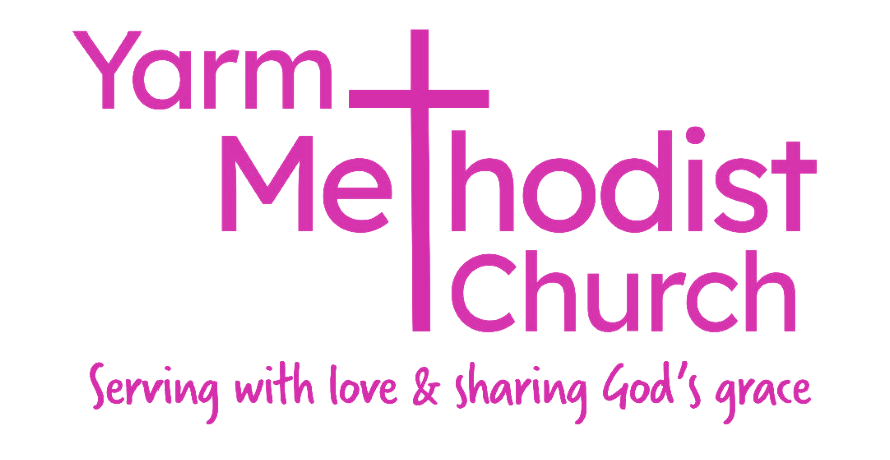 Yarm
Methodist
Church
Serving with love & sharing God's grace